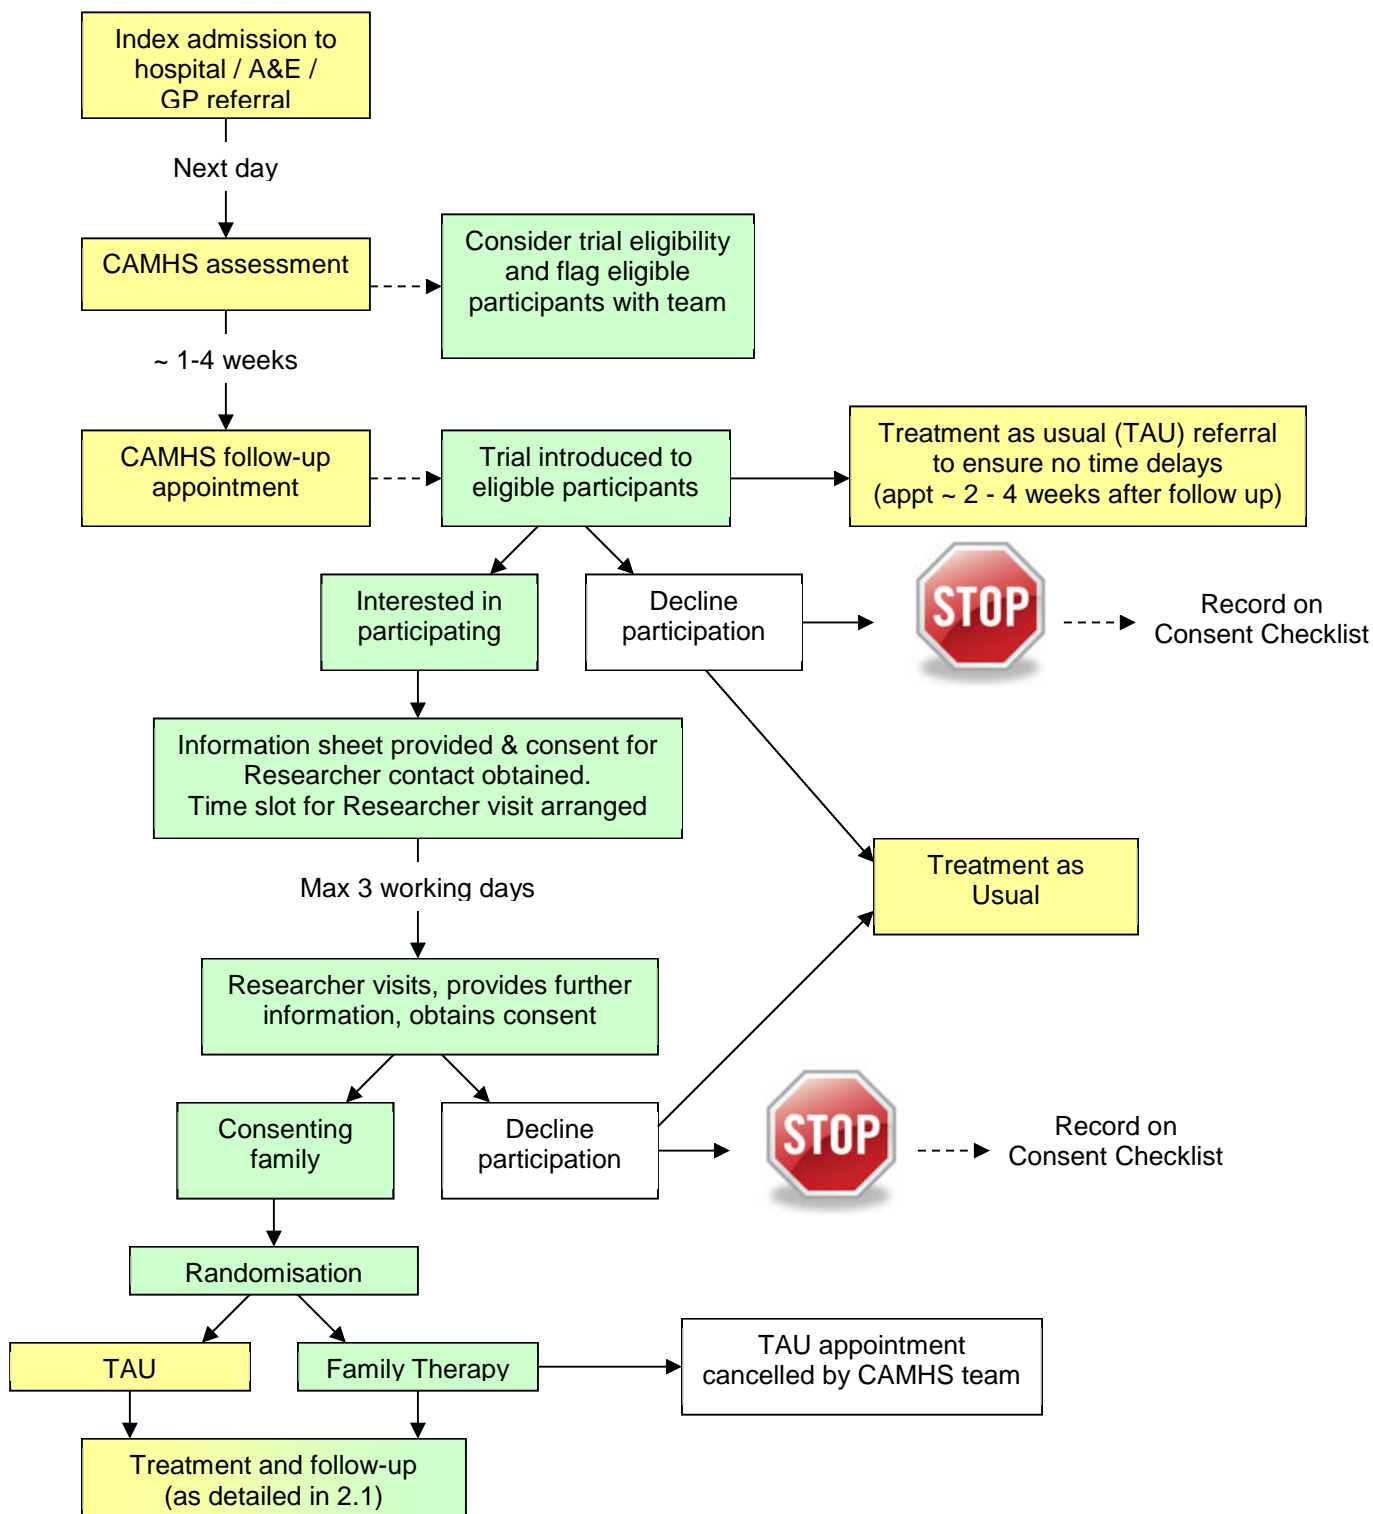 Index admission to
hospital / A&E /
GP referral
Next day
CAMHS assessment
Consider trial eligibility
and flag eligible
participants with team
~ 1-4 weeks
CAMHS follow-up
appointment
Trial introduced to
eligible participants
Treatment as usual (TAU) referral
to ensure no time delays
(appt ~ 2 - 4 weeks after follow up)
Interested in
participating
Decline
participation
STOP
Record on
Consent Checklist
Information sheet provided & consent for
Researcher contact obtained.
Time slot for Researcher visit arranged
Max 3 working days
Treatment as
Usual
Researcher visits, provides further
information, obtains consent
Consenting
family
Decline
participation
STOP
Record on
Consent Checklist
Randomisation
TAU
Family Therapy
TAU appointment
cancelled by CAMHS team
Treatment and follow-up
(as detailed in 2.1)